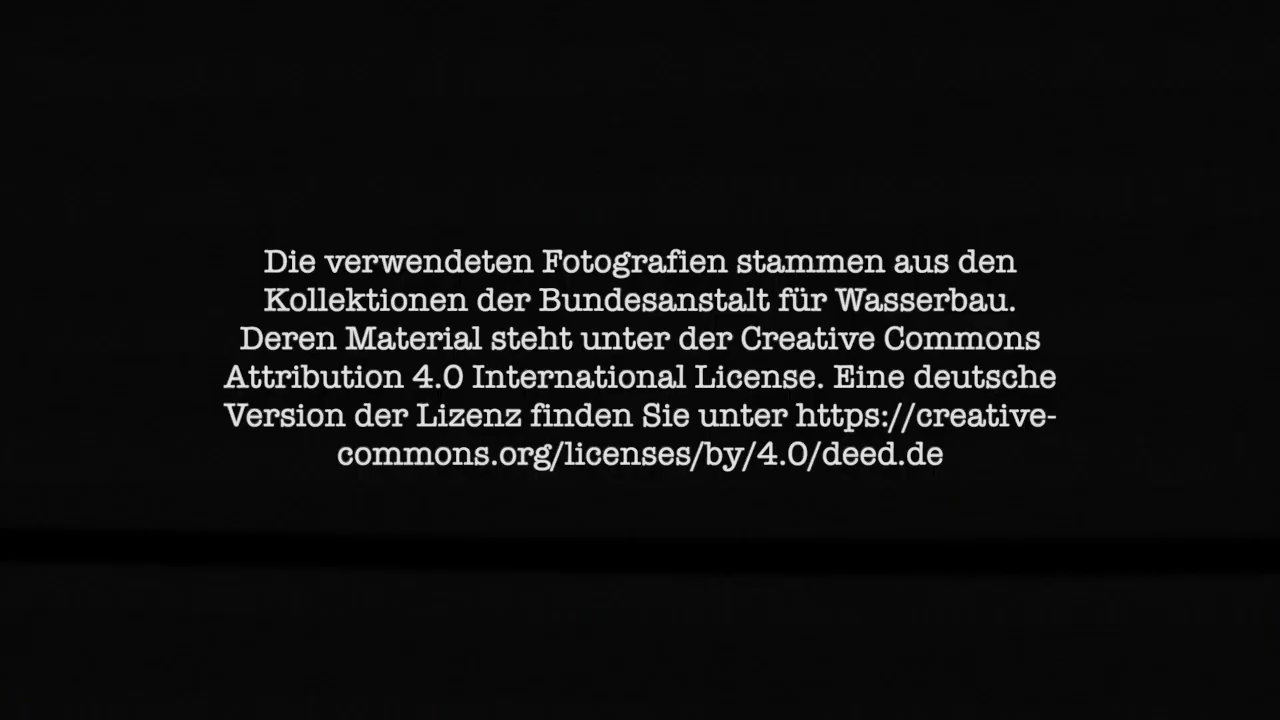 Die verwendeten Fotografien stammen aus den
Kollektionen der Bundesanstalt für Wasserbau.
Deren Material steht unter der Creative Commons
Attribution 4.0 International License. Eine deutsche
Version der Lizenz finden Sie unter https://creative-
commons.org/licenses/by/4.0/deed.de